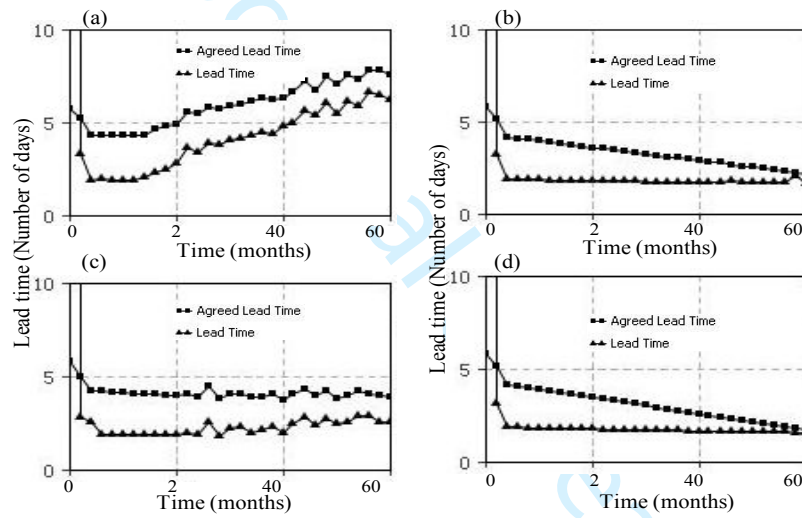 (a)
10
Agreed Lead Time
Lead Time
5
0
0 2 40 60
Time (months)
(b)
10
Agreed Lead Time
Lead Time
5
0
0 2 40 60
Time (months)
(c)
10
Agreed Lead Time
Lead Time
5
0
0 2 40 60
Time (months)
(d)
10
Agreed Lead Time
Lead Time
5
0
0 2 40 60
Time (months)
Lead time (Number of days)
Lead time (Number of days)